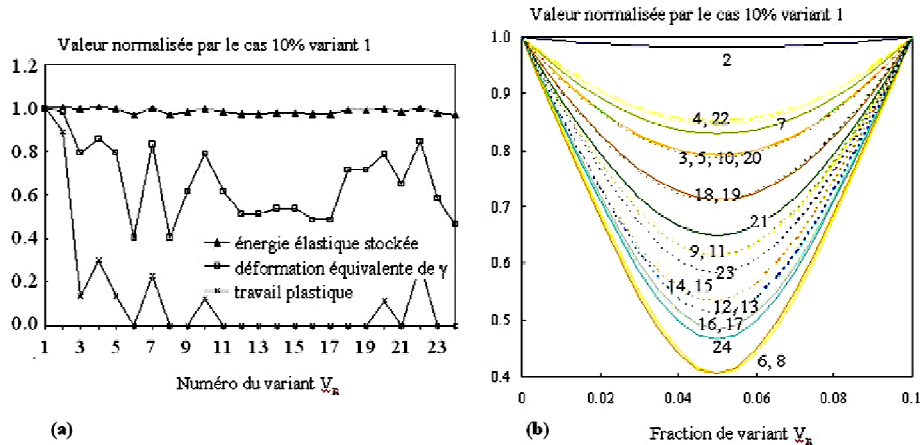 (a)
Valeur normalisée par le cas 10% variant 1
1.2
1.0
0.8
0.6
0.4
0.2
0.0
énergie élastique stockée
déformation équivalente de γ
travail plastique
1 3 5 7 9 11 13 15 17 19 21 23
Numéro du variant V
(a)
Valeur normalisée par le cas 10% variant 1
1.0
0.9
0.8
0.7
0.6
0.5
0.4
2
4, 22
7
3, 5, 10, 20
18, 19
21
9, 11
23
14, 15
12, 13
16, 17
24
6, 8
0 0.02 0.04 0.06 0.08 0.1
(b)
Fraction de variant V